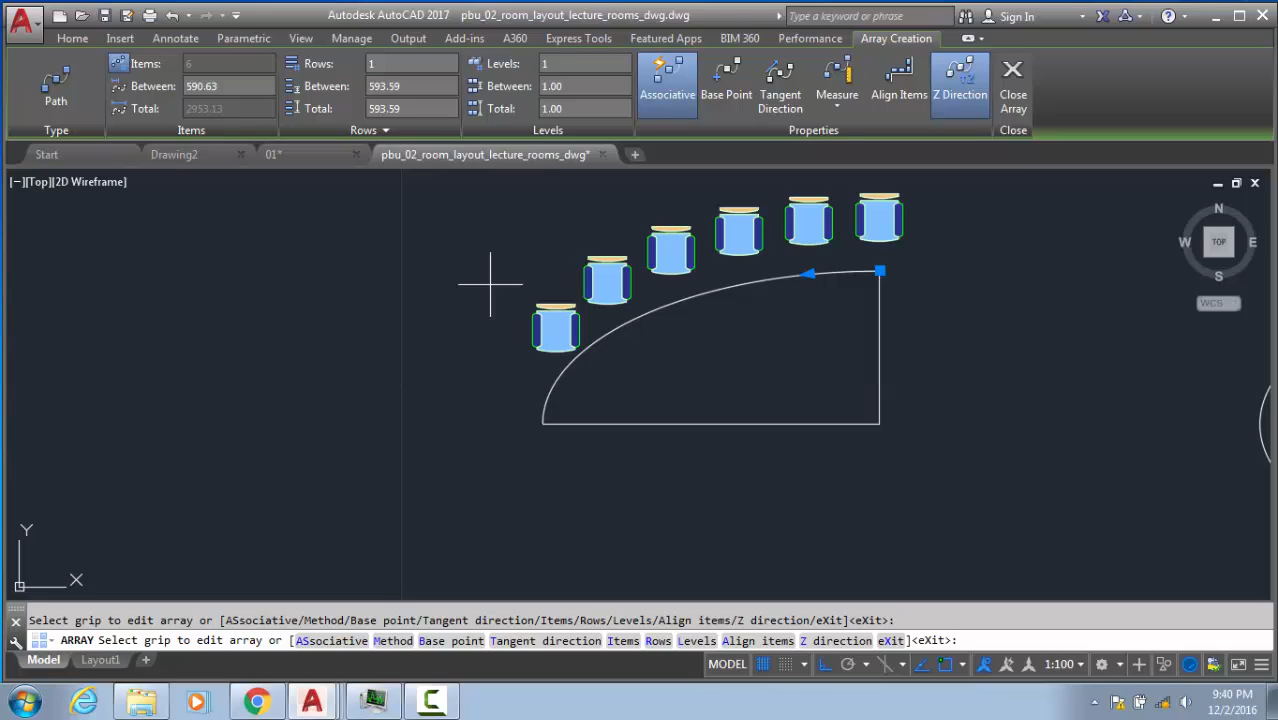 Autodesk AutoCAD 2017 pbu_02_room_layout_lecture_rooms_dwg.dwg Type a keyword or phrase Sign In
Home Insert Annotate Parametric View Manage Output Add-ins A360 Express Tools Featured Apps BIM 360 Performance Array Creation
Path
Type
Items: 6
Between: 590.63
Total: 2953.13
Items
Rows: 1
Between: 593.59
Total: 593.59
Rows
Levels: 1
Between: 1.00
Total: 1.00
Levels
Associative Base Point Tangent Direction Measure Align Items Z Direction
Properties
Close Array
Close
Start Drawing2 01* pbu_02_room_layout_lecture_rooms_dwg*
[−][Top][2D Wireframe]
N
W TOP E
S
WCS
Y
X
Select grip to edit array or [ASsociative/Method/Base point/Tangent direction/Items/Rows/Levels/Align items/Z direction/eXit]<eXit>:
ARRAY Select grip to edit array or [ASsociative Method Base point Tangent direction Items Rows Levels Align items Z direction eXit]<eXit>:
Model Layout1 MODEL 1:100
9:40 PM
12/2/2016